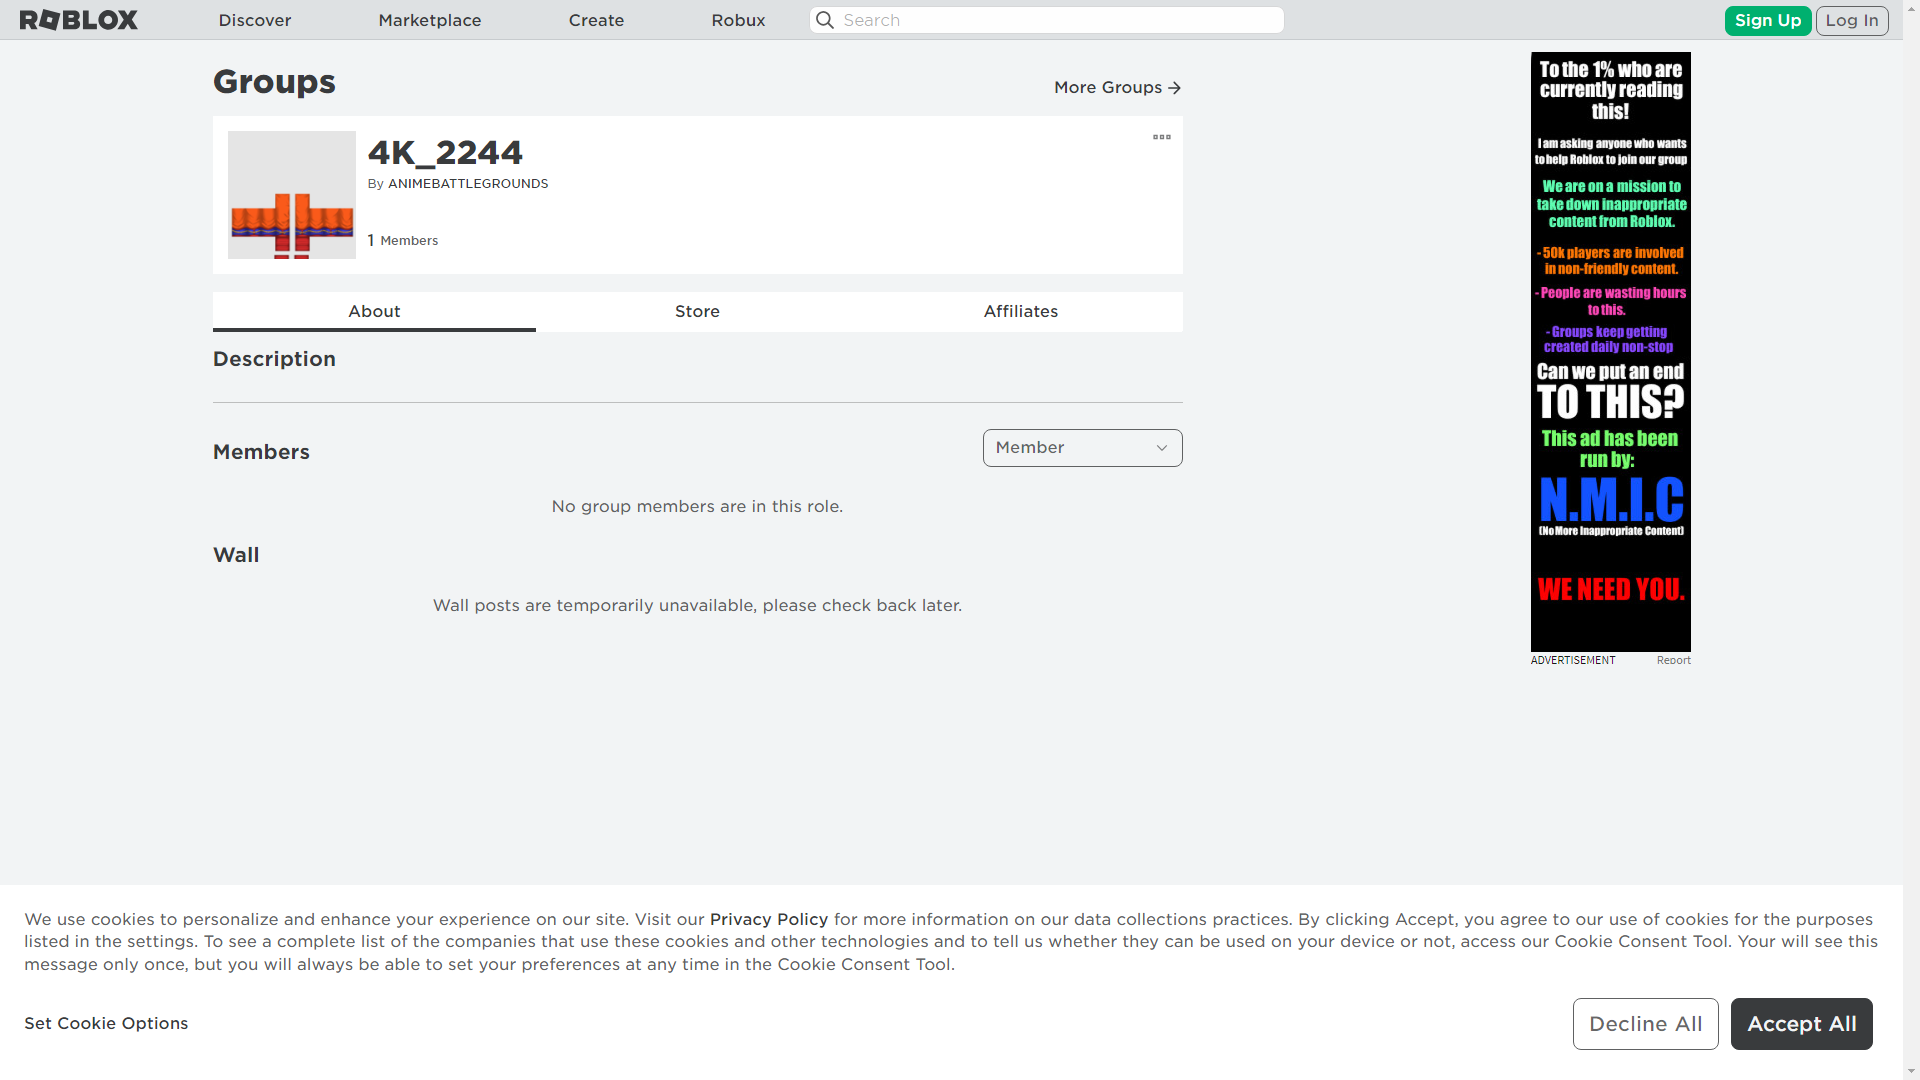 ROBLOX
Discover
Marketplace
Create
Robux
Search
Sign Up
Log In
Groups
More Groups
4K_2244
By ANIMEBATTLEGROUNDS
1 Members
About
Store
Affiliates
Description
Members
Member
No group members are in this role.
Wall
Wall posts are temporarily unavailable, please check back later.
To the 1% who are
currently reading
this!
I am asking anyone who wants
to help Roblox to join our group
We are on a mission to
take down inappropriate
content from Roblox.
- 50k players are involved
in non-friendly content.
- People are wasting hours
to this.
- Groups keep getting
created daily non-stop
Can we put an end
TO THIS?
This ad has been
run by:
N.M.I.C
(No More Inappropriate Content)
WE NEED YOU.
ADVERTISEMENT
Report
We use cookies to personalize and enhance your experience on our site. Visit our Privacy Policy for more information on our data collections practices. By clicking Accept, you agree to our use of cookies for the purposes
listed in the settings. To see a complete list of the companies that use these cookies and other technologies and to tell us whether they can be used on your device or not, access our Cookie Consent Tool. Your will see this
message only once, but you will always be able to set your preferences at any time in the Cookie Consent Tool.
Set Cookie Options
Decline All
Accept All